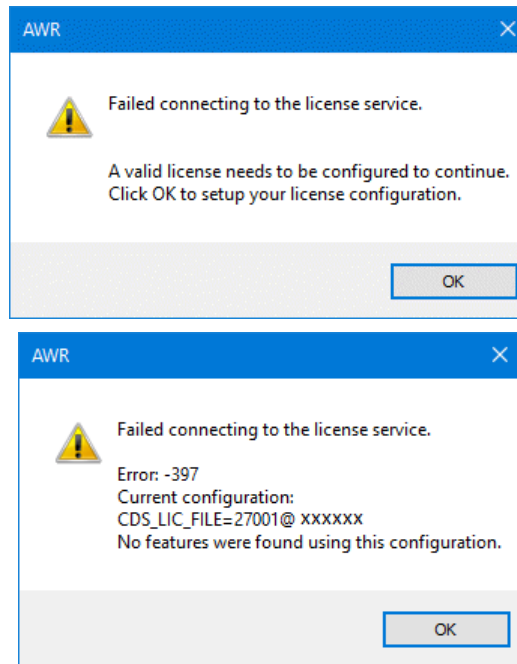 AWR
Failed connecting to the license service.
A valid license needs to be configured to continue.
Click OK to setup your license configuration.
OK
AWR
Failed connecting to the license service.
Error: -397
Current configuration:
CDS_LIC_FILE=27001@ xxxxxx
No features were found using this configuration.
OK